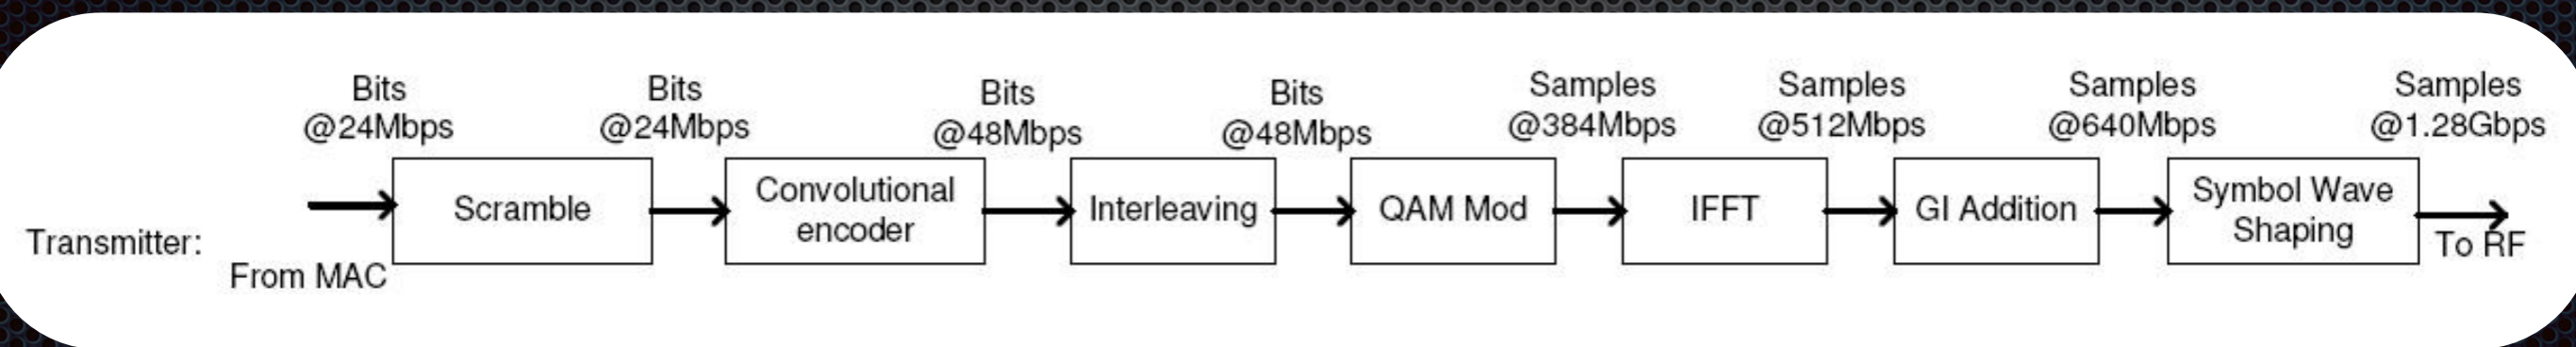 Bits
@24Mbps
Bits
@24Mbps
Bits
@48Mbps
Bits
@48Mbps
Samples
@384Mbps
Samples
@512Mbps
Samples
@640Mbps
Samples
@1.28Gbps
Transmitter:
From MAC
Scramble
Convolutional
encoder
Interleaving
QAM Mod
IFFT
GI Addition
Symbol Wave
Shaping
To RF